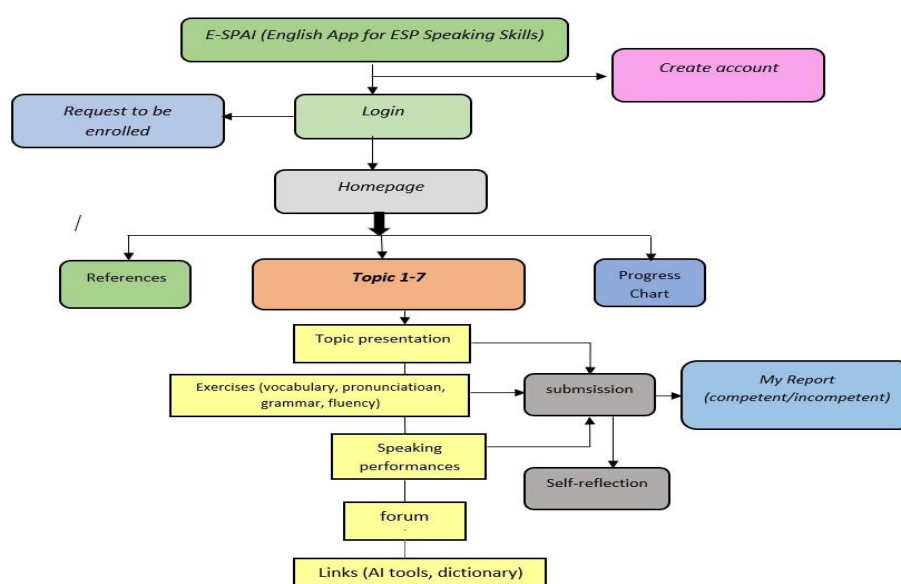 E-SPAI (English App for ESP Speaking Skills)
Create account
Request to be
enrolled
Login
Homepage
/
References
Topic 1-7
Progress
Chart
Topic presentation
Exercises (vocabulary, pronunciatioan,
grammar, fluency)
submsission
My Report
(competent/incompetent)
Speaking
performances
Self-reflection
forum
Links (AI tools, dictionary)